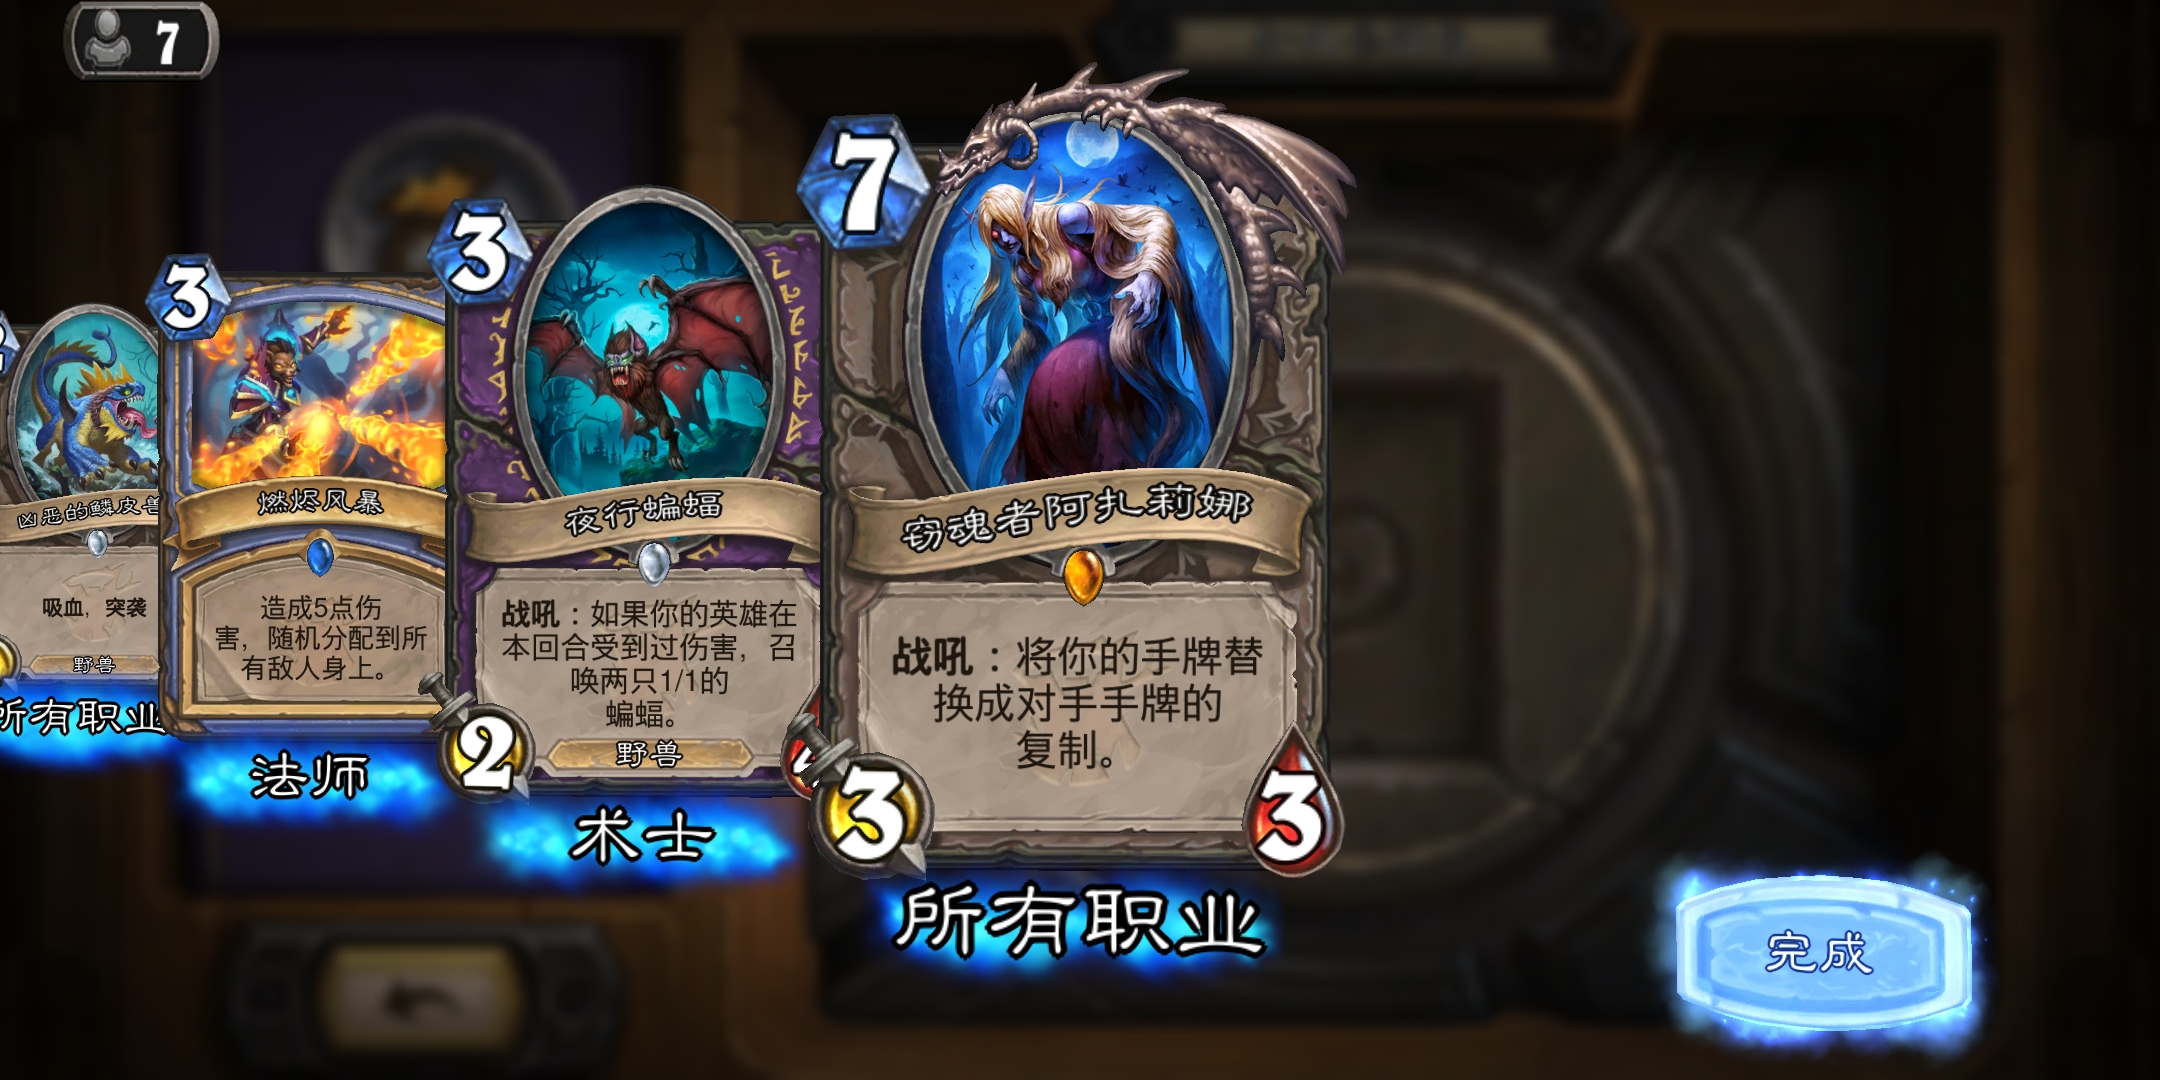 7
凶恶的鳞皮兽
吸血，突袭
野兽
所有职业
3
燃烬风暴
造成5点伤
害，随机分配到所
有敌人身上。
法师
3
夜行蝙蝠
战吼：如果你的英雄在
本回合受到过伤害，召
唤两只1/1的
蝙蝠。
野兽
2
术士
7
窃魂者阿扎莉娜
战吼：将你的手牌替
换成对手手牌的
复制。
3
3
所有职业
完成